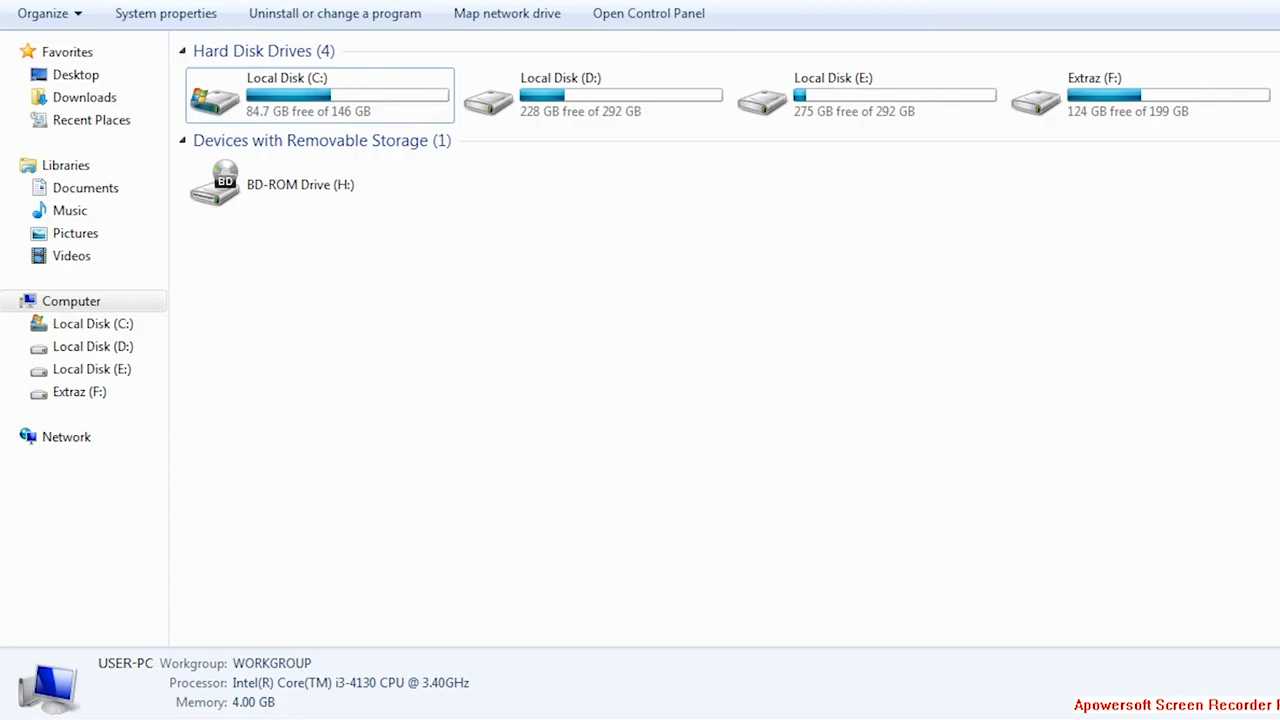 Organize System properties Uninstall or change a program Map network drive Open Control Panel
Favorites
Desktop
Downloads
Recent Places
Libraries
Documents
Music
Pictures
Videos
Computer
Local Disk (C:)
Local Disk (D:)
Local Disk (E:)
Extraz (F:)
Network
Hard Disk Drives (4)
Local Disk (C:)
84.7 GB free of 146 GB
Local Disk (D:)
228 GB free of 292 GB
Local Disk (E:)
275 GB free of 292 GB
Extraz (F:)
124 GB free of 199 GB
Devices with Removable Storage (1)
BD
BD-ROM Drive (H:)
USER-PC Workgroup: WORKGROUP
Processor: Intel(R) Core(TM) i3-4130 CPU @ 3.40GHz
Memory: 4.00 GB
Apowersoft Screen Recorder